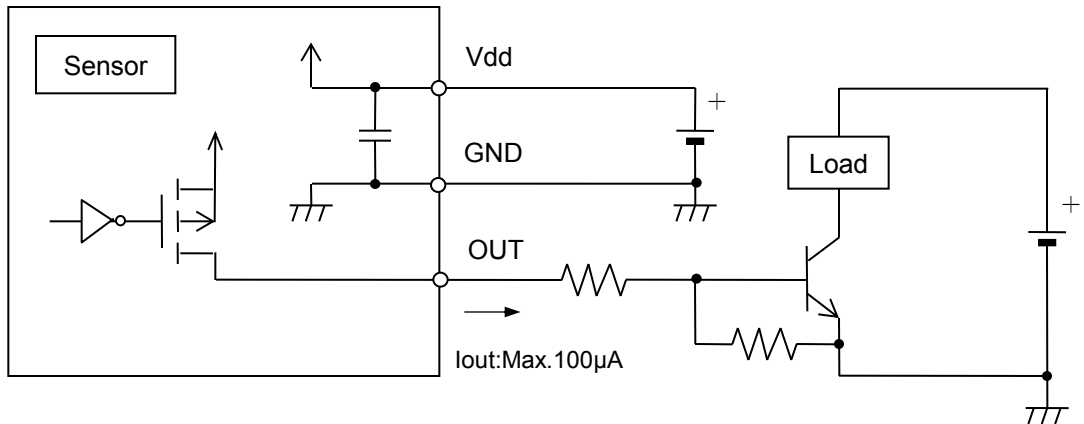 Sensor
Vdd
+
GND
Load
+
OUT
Iout:Max.100μA